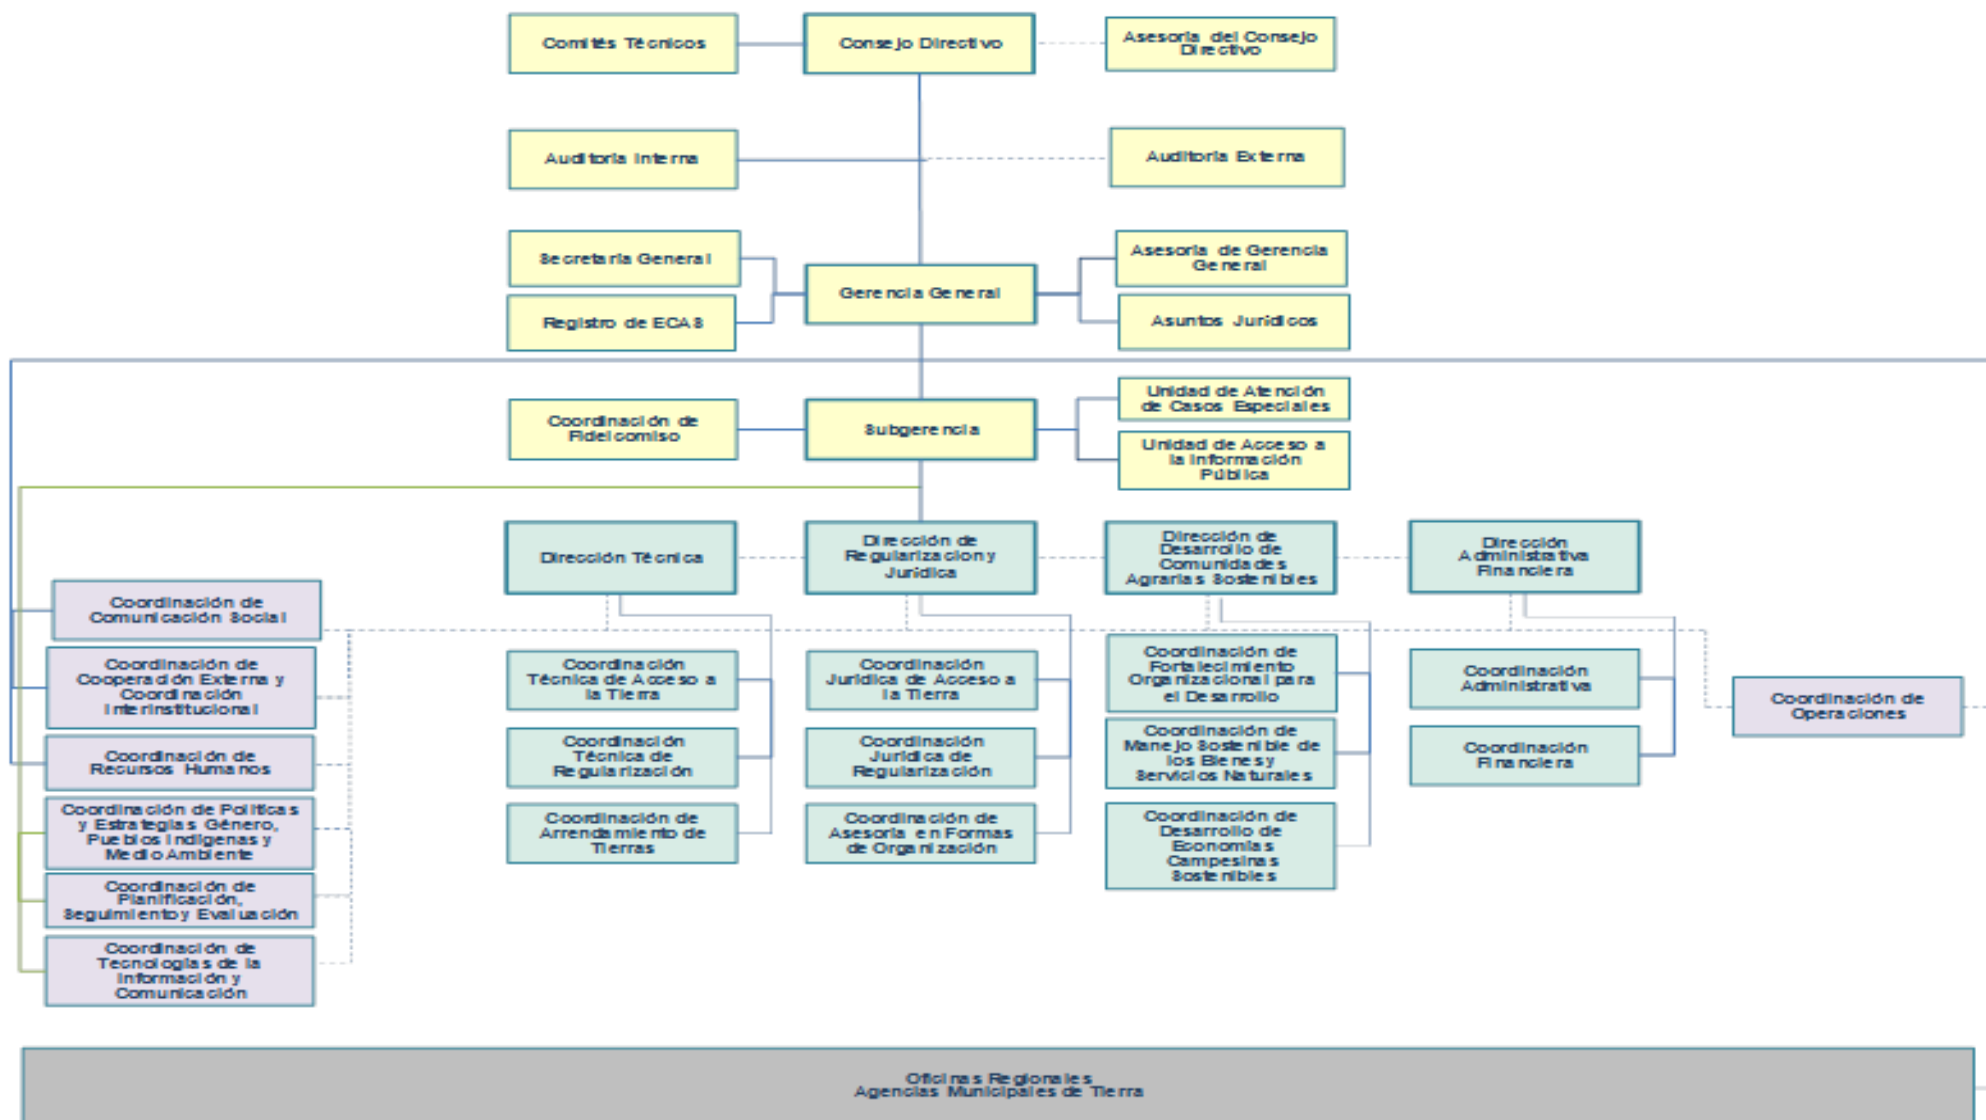 Comités Técnicos
Consejo Directivo
Asesoría del Consejo
Directivo
Auditoría Interna
Auditoría Externa
Secretaría General
Registro de ECAS
Gerencia General
Asesoría de Gerencia
General
Asuntos Jurídicos
Coordinación de
Fideicomiso
Subgerencia
Unidad de Atención
de Casos Especiales
Unidad de Acceso a
la Información
Pública
Dirección Técnica
Dirección de
Regularización y
Jurídica
Dirección de
Desarrollo de
Comunidades
Agrarias Sostenibles
Dirección
Administrativa
Financiera
Coordinación de
Comunicación Social
Coordinación de
Cooperación Externa y
Coordinación
Interinstitucional
Coordinación de
Recursos Humanos
Coordinación de Políticas
y Estrategias Género,
Pueblos Indígenas y
Medio Ambiente
Coordinación de
Planificación,
Seguimiento y Evaluación
Coordinación de
Tecnologías de la
Información y
Comunicación
Coordinación
Técnica de Acceso a
la Tierra
Coordinación
Técnica de
Regularización
Coordinación de
Arrendamiento de
Tierras
Coordinación
Jurídica de Acceso a
la Tierra
Coordinación
Jurídica de
Regularización
Coordinación de
Asesoría en Formas
de Organización
Coordinación de
Fortalecimiento
Organizacional para
el Desarrollo
Coordinación de
Manejo Sostenible de
los Bienes y
Servicios Naturales
Coordinación de
Desarrollo de
Economías
Campesinas
Sostenibles
Coordinación
Administrativa
Coordinación
Financiera
Coordinación de
Operaciones
Oficinas Regionales
Agencias Municipales de Tierra